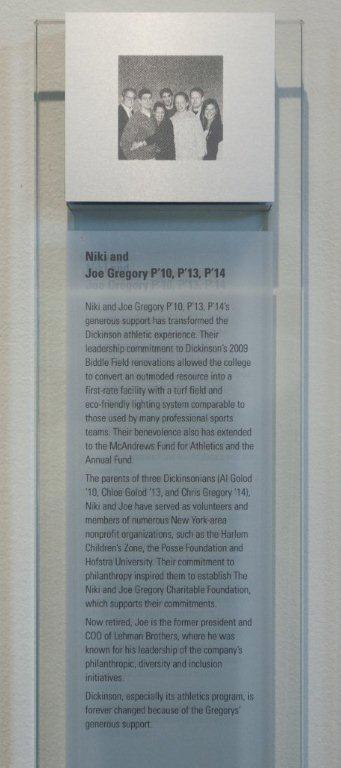 Niki and
Joe Gregory P'10, P'13, P'14
Niki and Joe Gregory P'10, P'13, P'14's
generous support has transformed the
Dickinson athletic experience. Their
leadership commitment to Dickinson's 2009
Biddle Field renovations allowed the college
to convert an outmoded resource into a
first-rate facility with a turf field and
eco-friendly lighting system comparable to
those used by many professional sports
teams. Their benevolence also has extended
to the McAndrews Fund for Athletics and the
Annual Fund.
The parents of three Dickinsonians (Al Golod
'10, Chloe Golod '13, and Chris Gregory '14),
Niki and Joe have served as volunteers and
members of numerous New York-area
nonprofit organizations, such as the Harlem
Children's Zone, the Posse Foundation and
Hofstra University. Their commitment to
philanthropy inspired them to establish The
Niki and Joe Gregory Charitable Foundation,
which supports their commitments.
Now retired, Joe is the former president and
COO of Lehman Brothers, where he was
known for his leadership of the company's
philanthropic, diversity and inclusion
initiatives.
Dickinson, especially its athletics program, is
forever changed because of the Gregorys'
generous support.